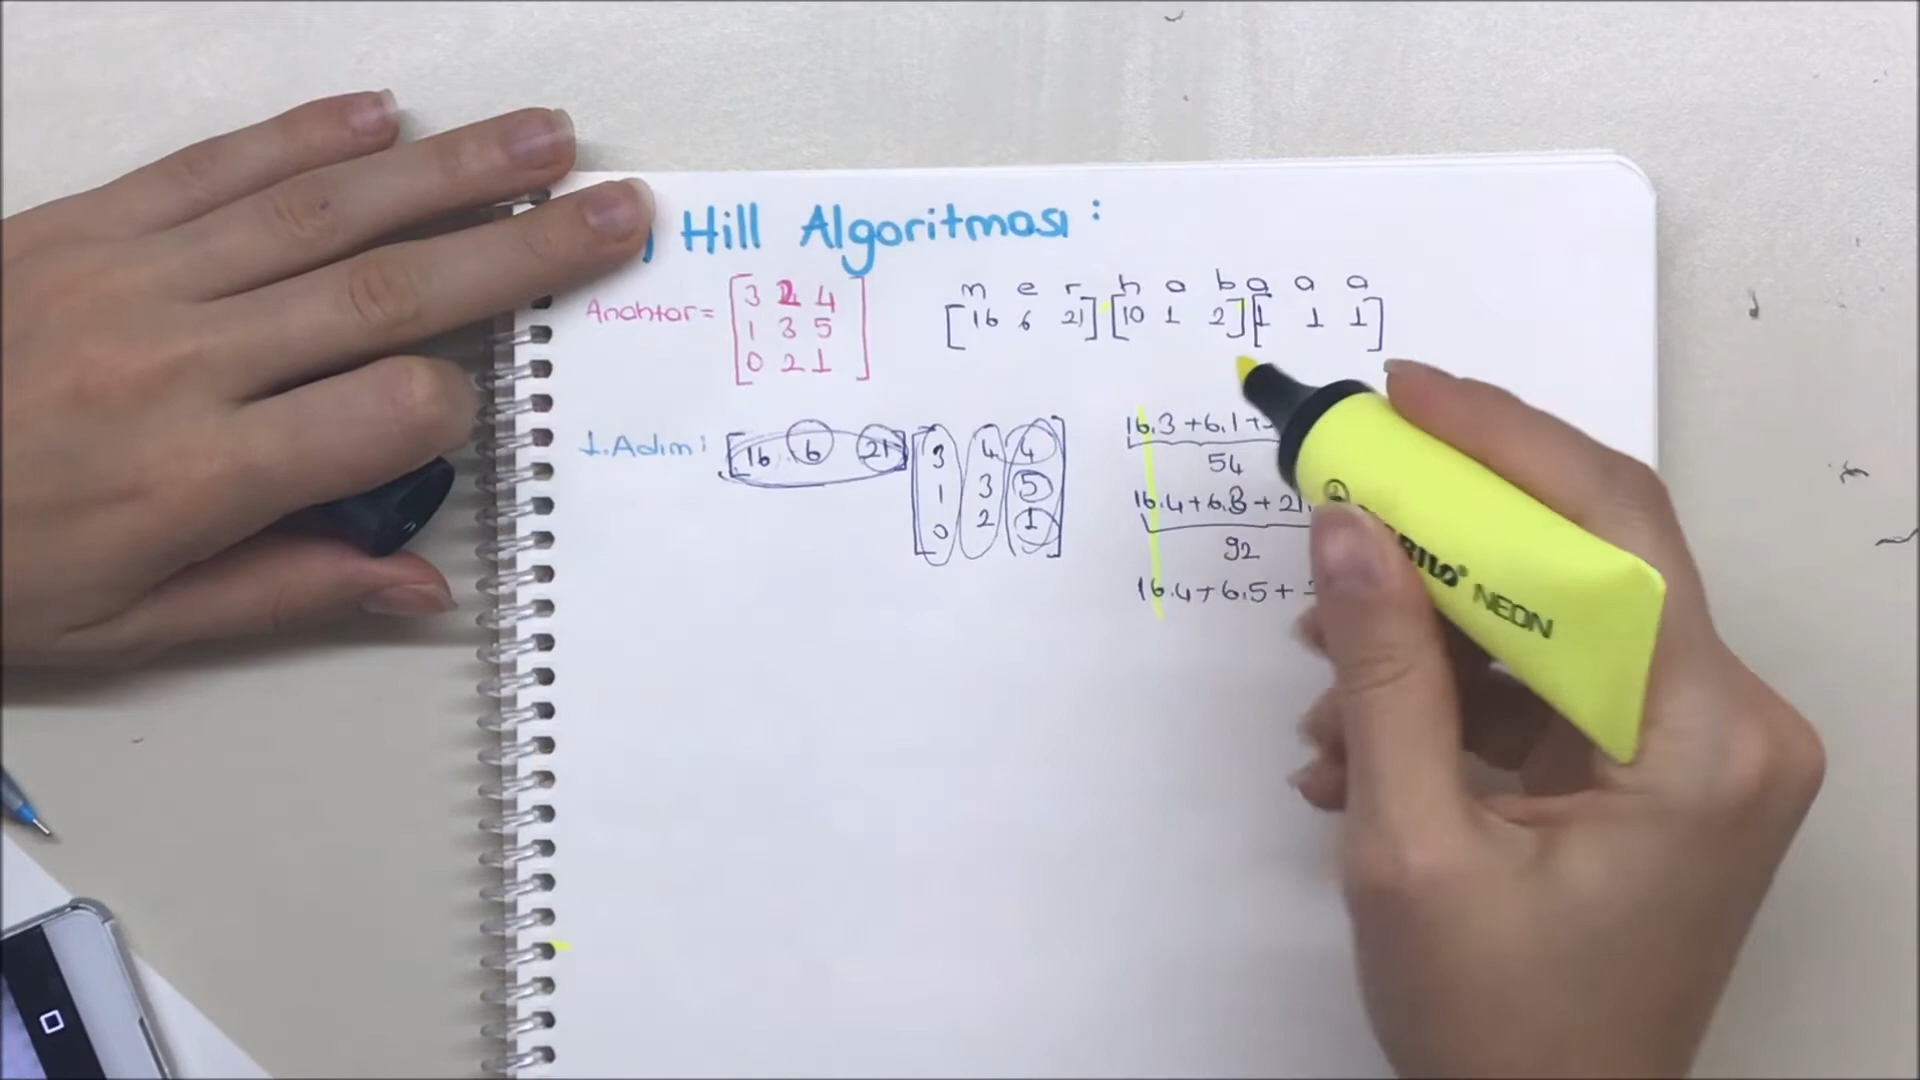 Hill Algoritması:
Anahtar= [3 2 4
1 3 5
0 2 1]
m e r h a b a a a
[16 6 21] [10 1 2] [1 1 1]
1.Adım: [16 6 21] [3 4 4
1 3 5
0 2 1]
16.3+6.1+
54
16.4+6.3+21.
92
16.4+6.5+
NEON